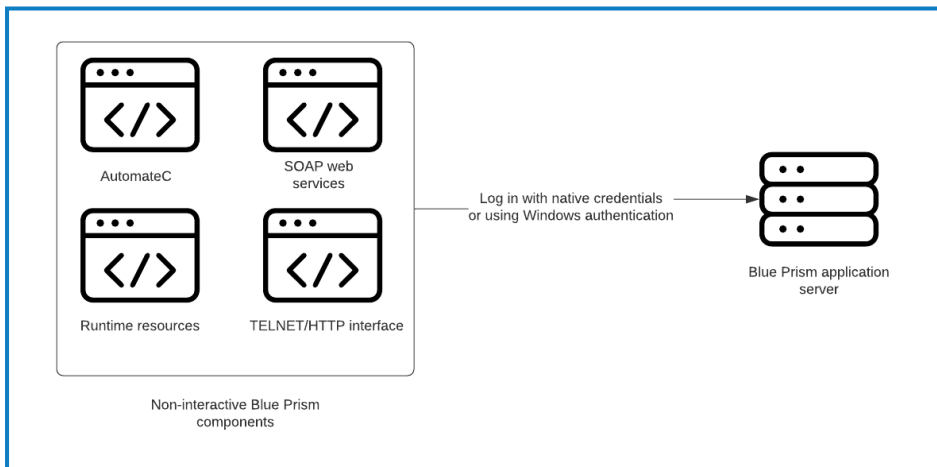 AutomateC
SOAP web
services
Runtime resources
TELNET/HTTP interface
Non-interactive Blue Prism
components
Log in with native credentials
or using Windows authentication
Blue Prism application
server